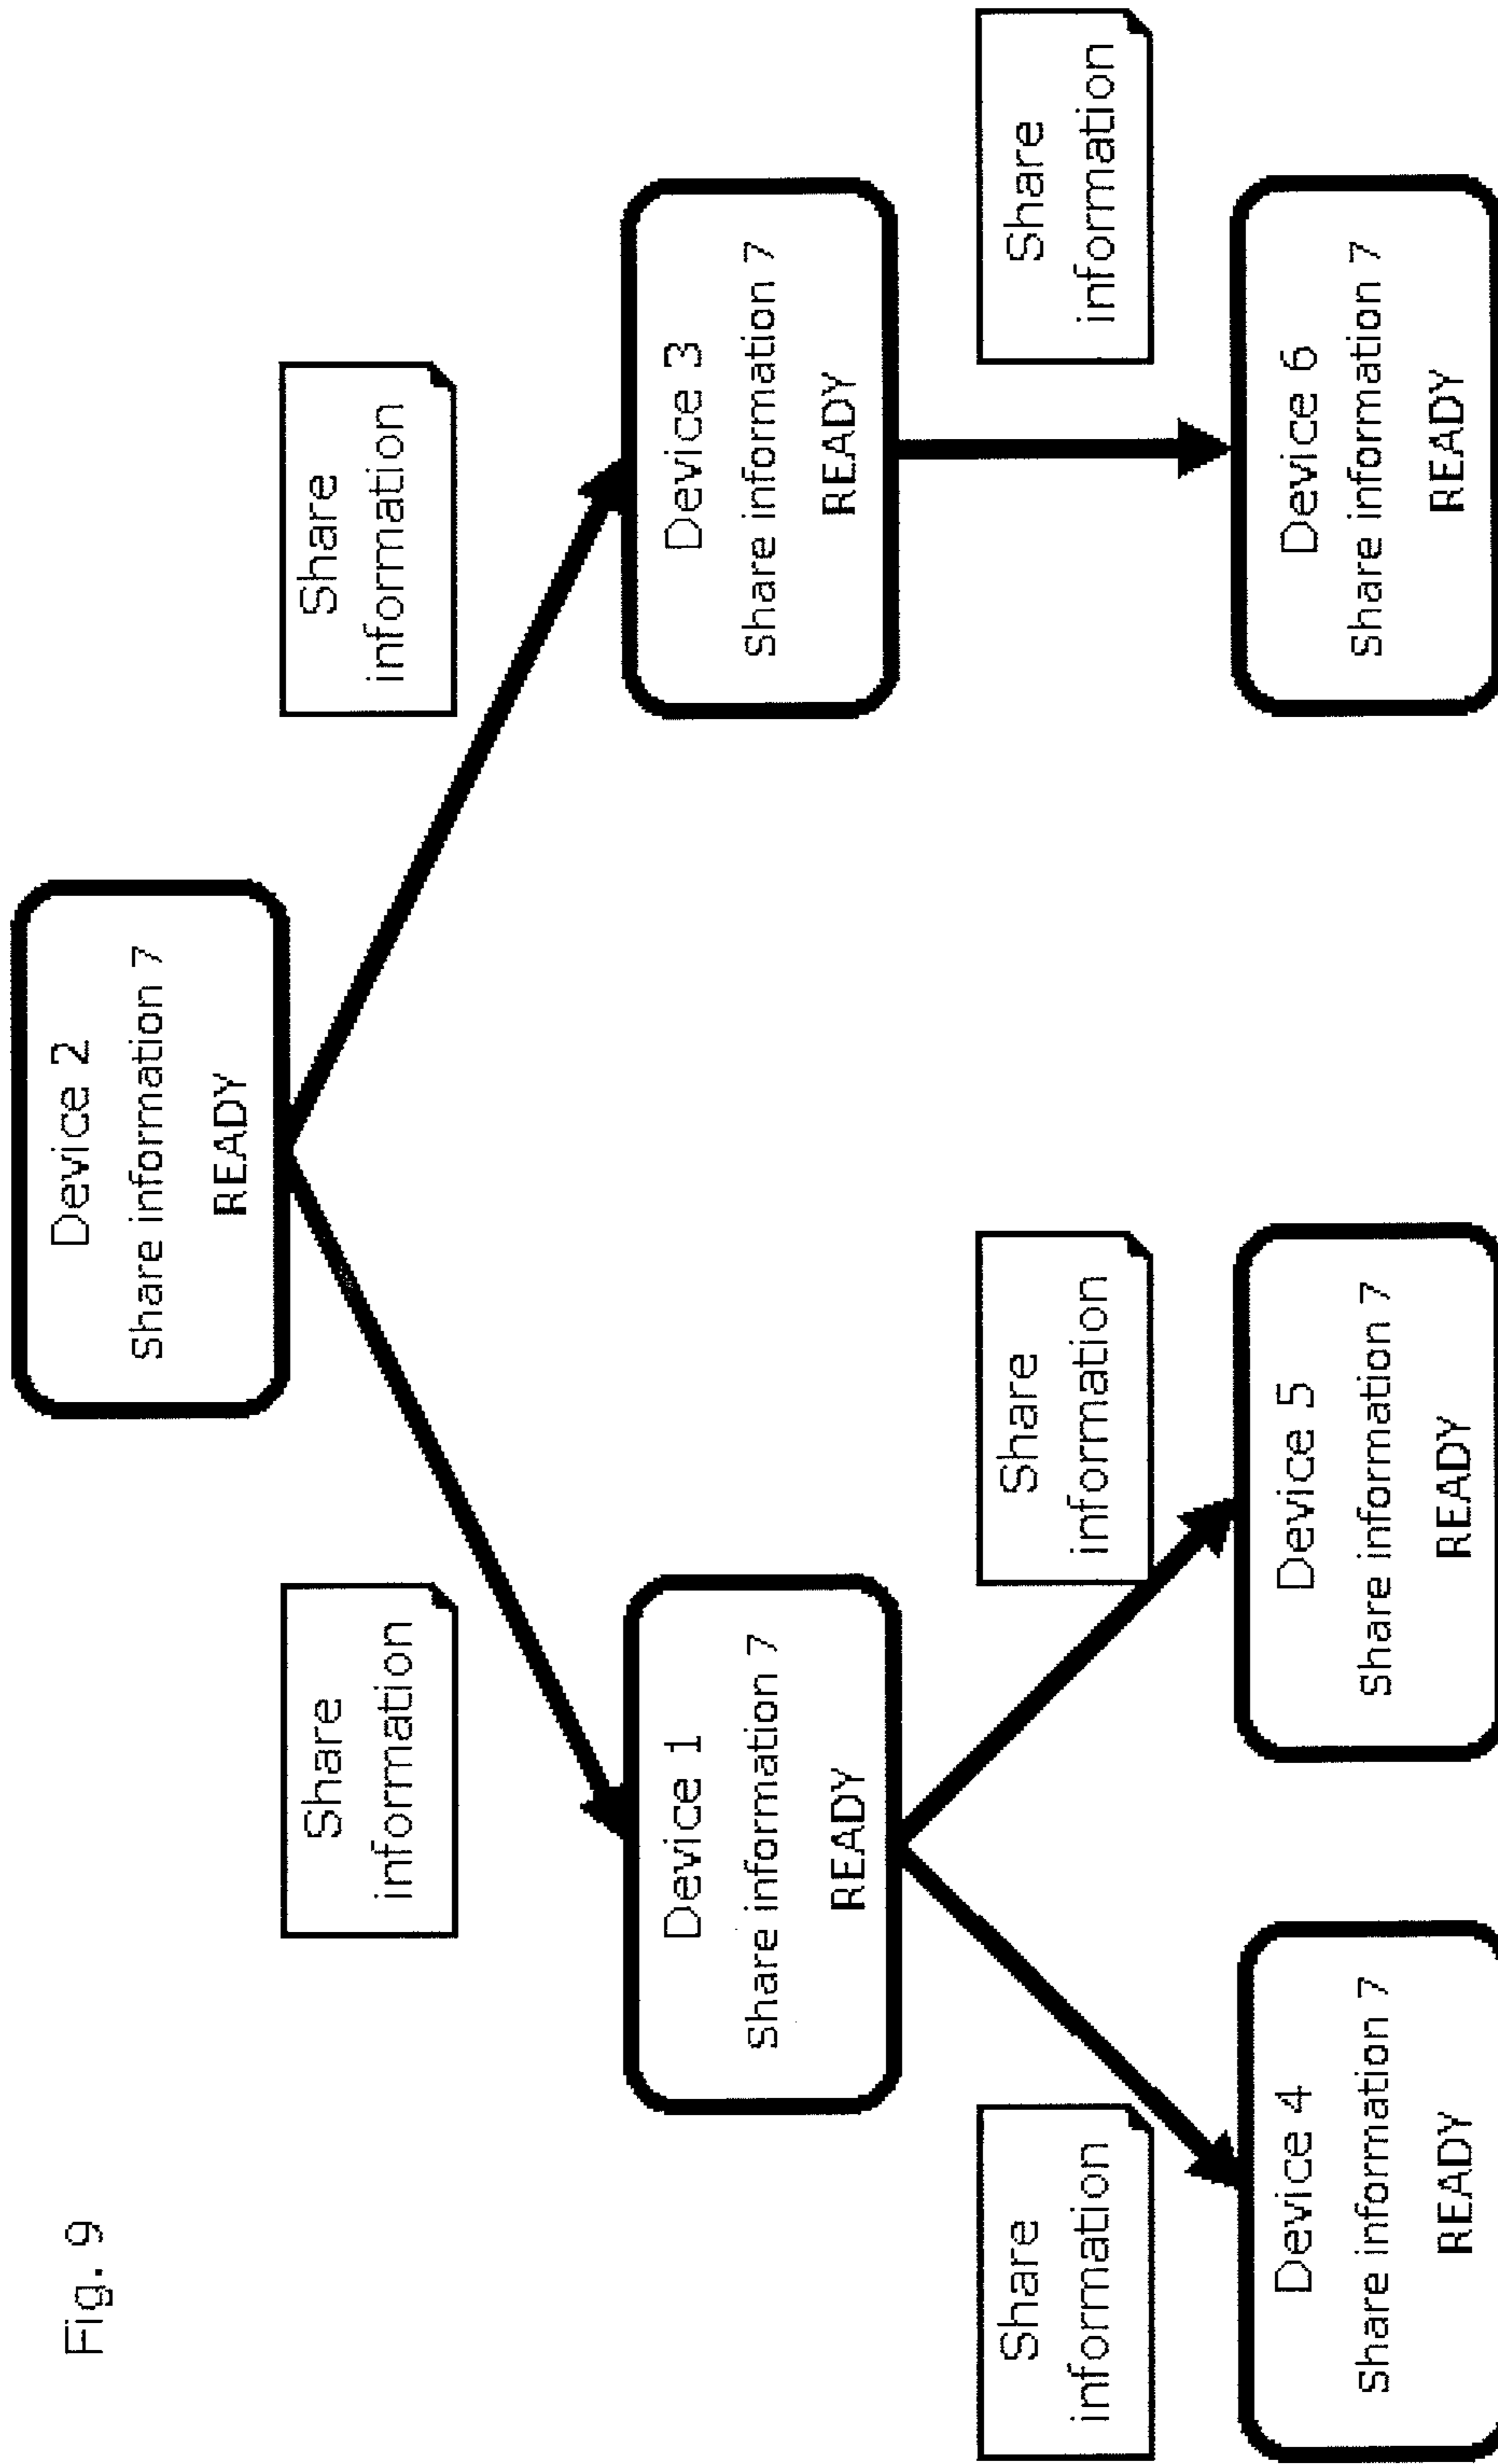 Fig. 9
Device 2
Share information 7
READY
Share
information
Share
information
Device 1
Share information 7
READY
Device 3
Share information 7
READY
Share
information
Share
information
Share
information
Device 4
Share information 7
READY
Device 5
Share information 7
READY
Device 6
Share information 7
READY